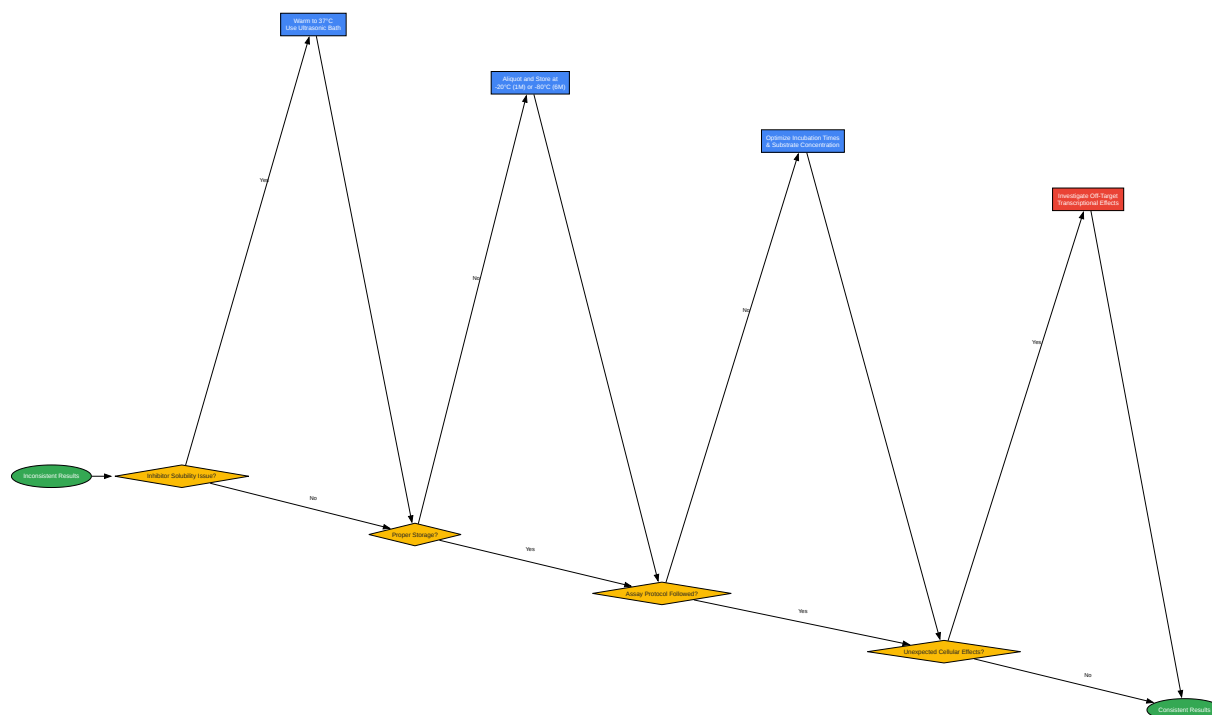 Warm to 37°C
Use Ultrasonic Bath
Aliquot and Store at
-20°C (1M) or -80°C (6M)
Optimize Incubation Times
& Substrate Concentration
Yes
Investigate Off-Target
Transcriptional Effects
No
No
Yes
Inconsistent Results
Inhibitor Solubility Issue?
No
Proper Storage?
Yes
Assay Protocol Followed?
Yes
Unexpected Cellular Effects?
No
Consistent Results